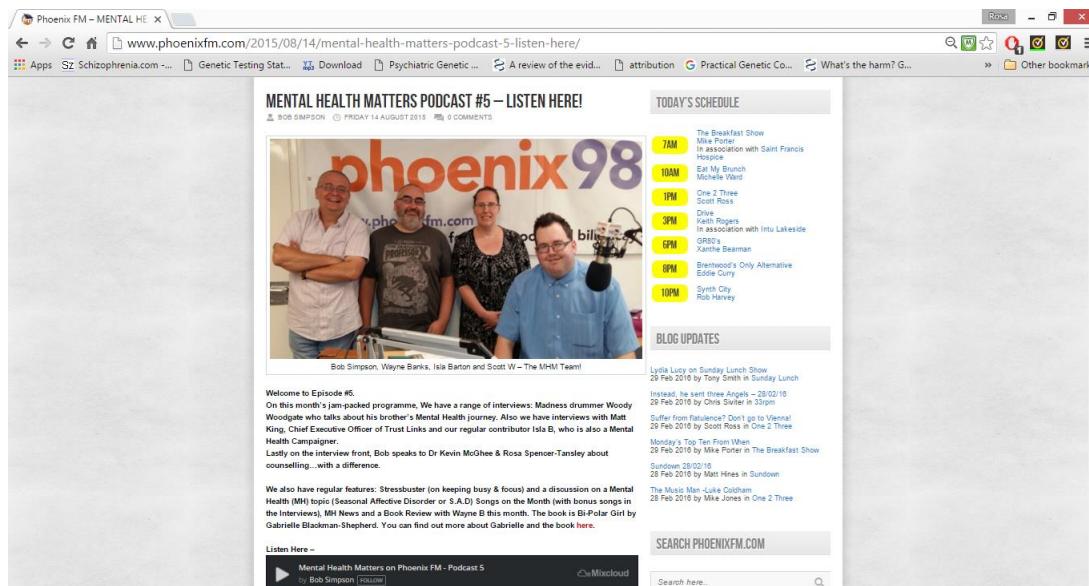 Phoenix FM – MENTAL HE
Rosa
www.phoenixfm.com/2015/08/14/mental-health-matters-podcast-5-listen-here/
Apps
Sz Schizophrenia.com -...
Genetic Testing Stat...
Download
Psychiatric Genetic ...
A review of the evid...
attribution
Practical Genetic Co...
What's the harm? G...
»
Other bookmark
MENTAL HEALTH MATTERS PODCAST #5 – LISTEN HERE!
BOB SIMPSON FRIDAY 14 AUGUST 2015 0 COMMENTS
phoenix98
Bob Simpson, Wayne Banks, Isla Barton and Scott W – The MHM Team!
Welcome to Episode #5.
On this month's jam-packed programme, We have a range of interviews: Madness drummer Woody
Woodgate who talks about his brother's Mental Health journey. Also we have interviews with Matt
King, Chief Executive Officer of Trust Links and our regular contributor Isla B, who is also a Mental
Health Campaigner.
Lastly on the interview front, Bob speaks to Dr Kevin McGhee & Rosa Spencer-Tansley about
counselling…with a difference.
We also have regular features: Stressbuster (on keeping busy & focus) and a discussion on a Mental
Health (MH) topic (Seasonal Affective Disorder or S.A.D) Songs on the Month (with bonus songs in
the Interviews), MH News and a Book Review with Wayne B this month. The book is Bi-Polar Girl by
Gabrielle Blackman-Shepherd. You can find out more about Gabrielle and the book here.
Listen Here –
Mental Health Matters on Phoenix FM - Podcast 5
by Bob Simpson FOLLOW
Mixcloud
TODAY'S SCHEDULE
7AM
The Breakfast Show
Mike Porter
In association with Saint Francis
Hospice
10AM
Eat My Brunch
Michelle Ward
1PM
One 2 Three
Scott Ross
3PM
Drive
Keith Rogers
In association with Intu Lakeside
6PM
GR80's
Xanthe Bearman
8PM
Brentwood's Only Alternative
Eddie Curry
10PM
Synth City
Rob Harvey
BLOG UPDATES
Lydia Lucy on Sunday Lunch Show
29 Feb 2016 by Tony Smith in Sunday Lunch
Instead, he sent three Angels – 28/02/16
29 Feb 2016 by Chris Siviter in 33rpm
Suffer from flatulence? Don't go to Vienna!
29 Feb 2016 by Scott Ross in One 2 Three
Monday's Top Ten From When
29 Feb 2016 by Mike Porter in The Breakfast Show
Sundown 28/02/16
28 Feb 2016 by Matt Hines in Sundown
The Music Man -Luke Coldham
28 Feb 2016 by Mike Jones in One 2 Three
SEARCH PHOENIXFM.COM
Search here...